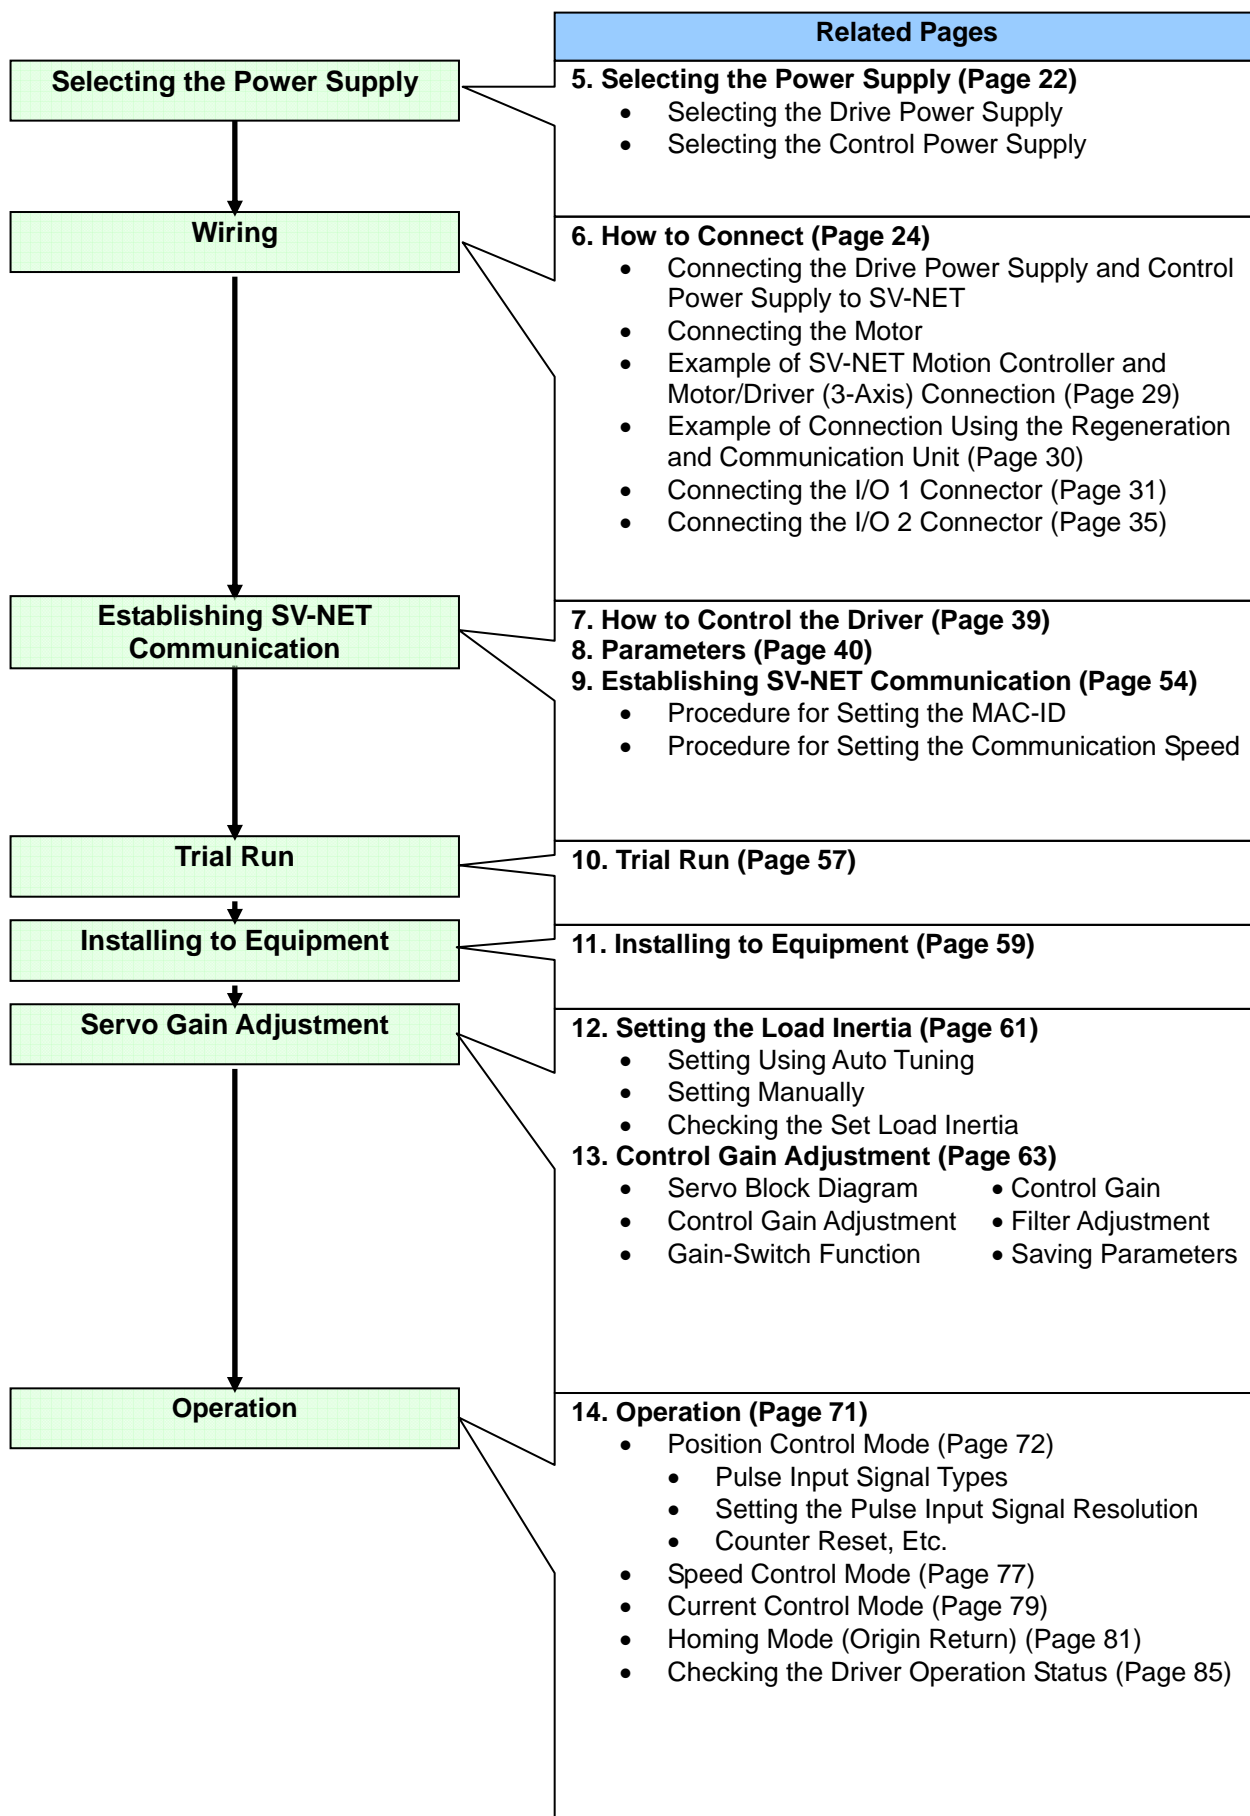 Related Pages
Selecting the Power Supply
5. Selecting the Power Supply (Page 22)
• Selecting the Drive Power Supply
• Selecting the Control Power Supply
Wiring
6. How to Connect (Page 24)
• Connecting the Drive Power Supply and Control
Power Supply to SV-NET
• Connecting the Motor
• Example of SV-NET Motion Controller and
Motor/Driver (3-Axis) Connection (Page 29)
• Example of Connection Using the Regeneration
and Communication Unit (Page 30)
• Connecting the I/O 1 Connector (Page 31)
• Connecting the I/O 2 Connector (Page 35)
Establishing SV-NET
Communication
7. How to Control the Driver (Page 39)
8. Parameters (Page 40)
9. Establishing SV-NET Communication (Page 54)
• Procedure for Setting the MAC-ID
• Procedure for Setting the Communication Speed
Trial Run
10. Trial Run (Page 57)
Installing to Equipment
11. Installing to Equipment (Page 59)
Servo Gain Adjustment
12. Setting the Load Inertia (Page 61)
• Setting Using Auto Tuning
• Setting Manually
• Checking the Set Load Inertia
13. Control Gain Adjustment (Page 63)
• Servo Block Diagram • Control Gain
• Control Gain Adjustment • Filter Adjustment
• Gain-Switch Function • Saving Parameters
Operation
14. Operation (Page 71)
• Position Control Mode (Page 72)
• Pulse Input Signal Types
• Setting the Pulse Input Signal Resolution
• Counter Reset, Etc.
• Speed Control Mode (Page 77)
• Current Control Mode (Page 79)
• Homing Mode (Origin Return) (Page 81)
• Checking the Driver Operation Status (Page 85)